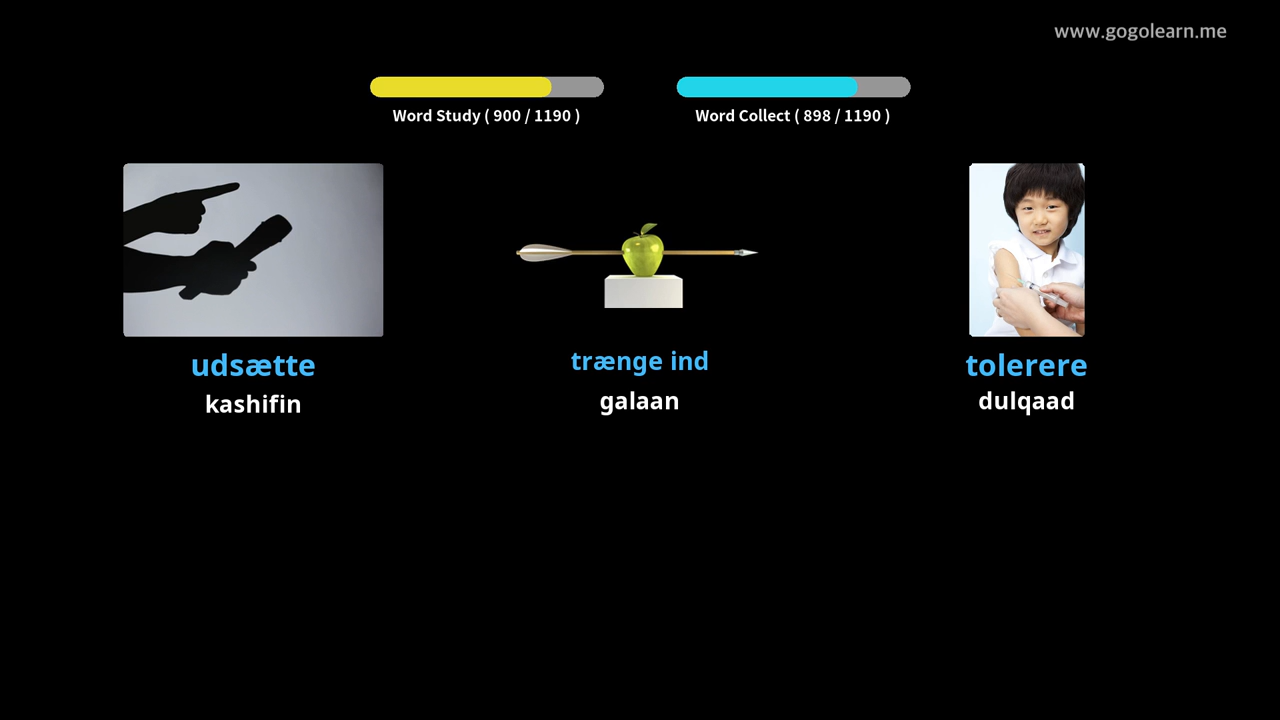 www.gogolearn.me
Word Study ( 900 / 1190 )
Word Collect ( 898 / 1190 )
udsætte
kashifin
trænge ind
galaan
tolerere
dulqaad